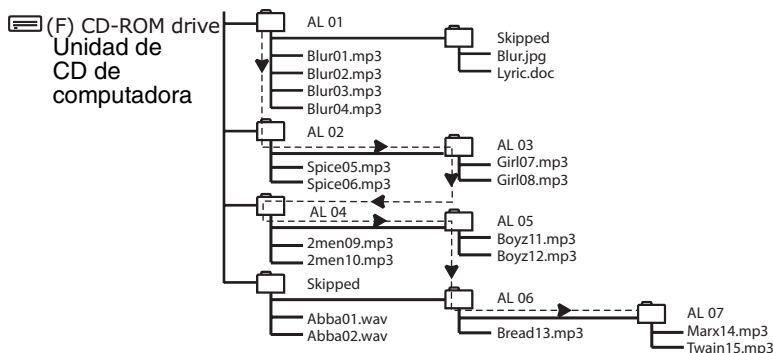 (F) CD-ROM drive
Unidad de
CD de
computadora
AL 01
Blur01.mp3
Blur02.mp3
Blur03.mp3
Blur04.mp3
Skipped
Blur.jpg
Lyric.doc
AL 02
Spice05.mp3
Spice06.mp3
AL 03
Girl07.mp3
Girl08.mp3
AL 04
2men09.mp3
2men10.mp3
AL 05
Boyz11.mp3
Boyz12.mp3
Skipped
Abba01.wav
Abba02.wav
AL 06
Bread13.mp3
AL 07
Marx14.mp3
Twain15.mp3